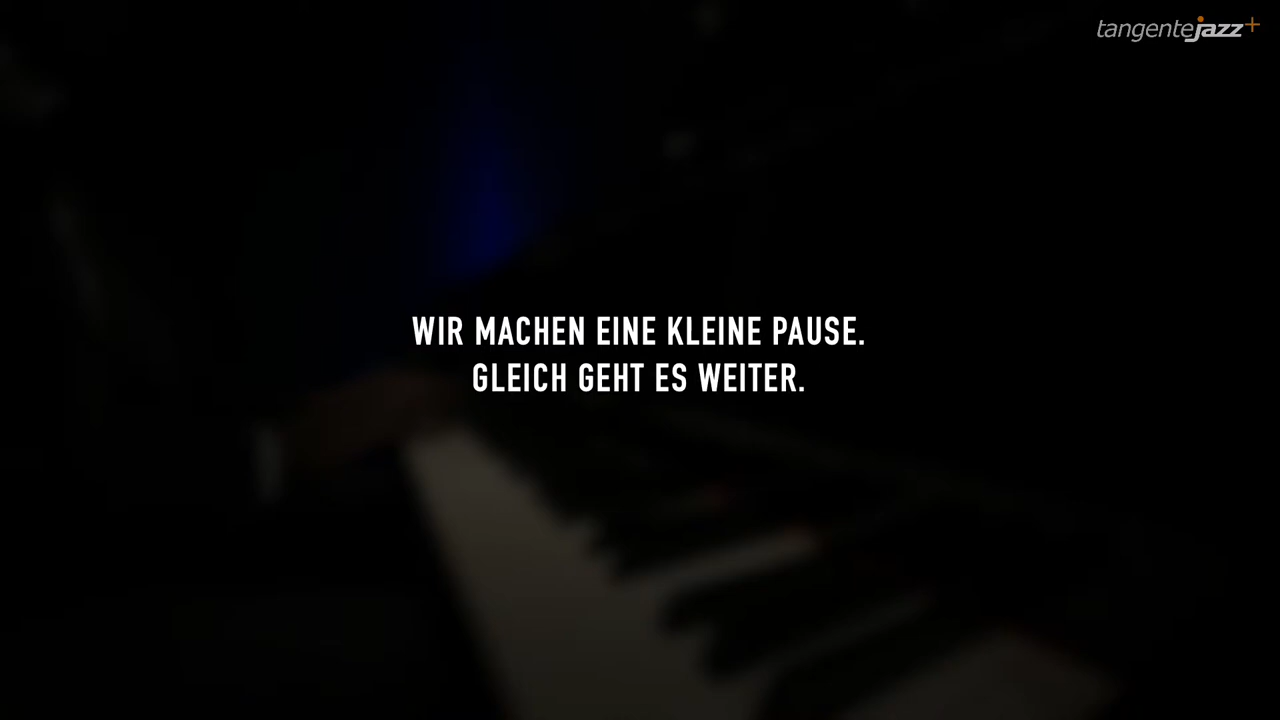 tangentejazz+
WIR MACHEN EINE KLEINE PAUSE.
GLEICH GEHT ES WEITER.